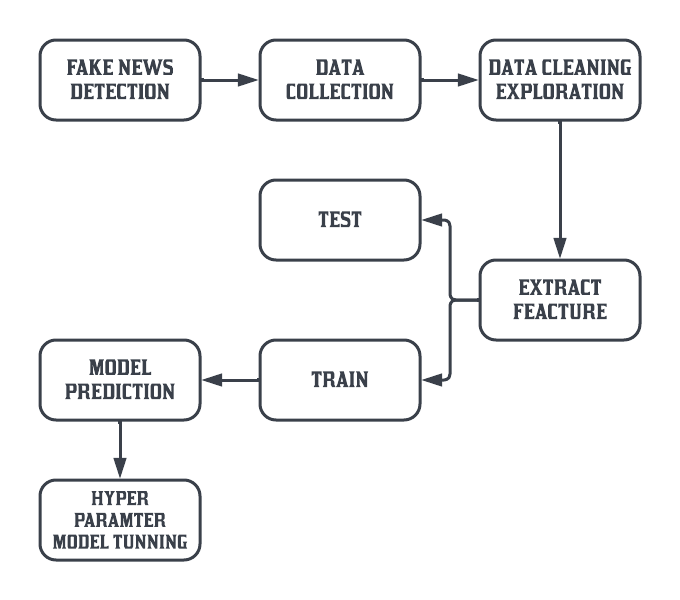 FAKE NEWS
DETECTION
DATA
COLLECTION
DATA CLEANING
EXPLORATION
TEST
EXTRACT
FEACTURE
MODEL
PREDICTION
TRAIN
HYPER
PARAMTER
MODEL TUNNING